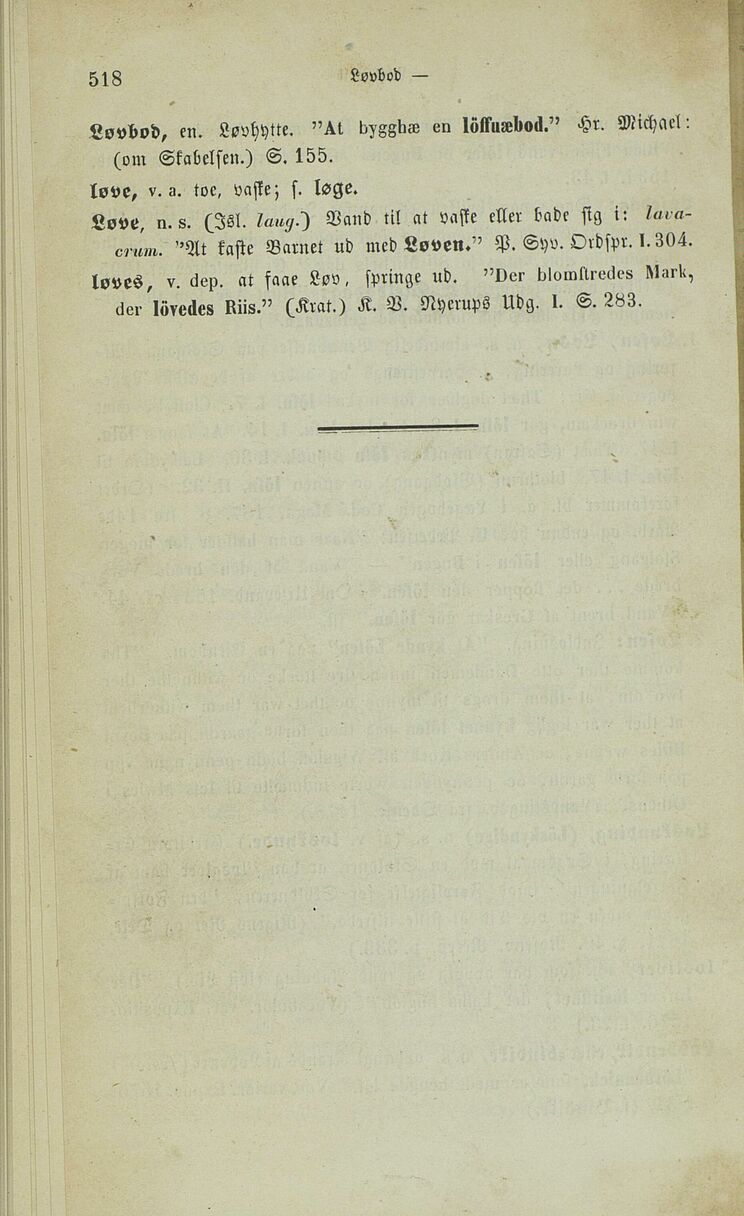 518
Løvbod —
Løvbod, en. Løvhytte. "At bygghæ en löffuæbod." Hr. Michael:
(om Skabelsen.) S. 155.
løve, v. a. toe, vaske; s. løge.
Løve, n. s. (Isl. laug.) Vand til at vaske eller bade sig i: lava-
crum. "At kaste Barnet ud med Løven." P. Syv. Ordspr. I. 304.
løves, v. dep. at faae Løv, springe ud. "Der blomstredes Mark,
der lövedes Riis." (Krat.) K. V. Nyerups Udg. I. S. 283.